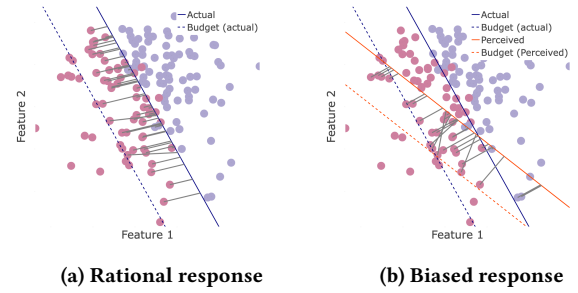 Actual
Budget (actual)
Feature 2
Feature 1
(a) Rational response
Actual
Budget (actual)
Perceived
Budget (Perceived)
Feature 2
Feature 1
(b) Biased response